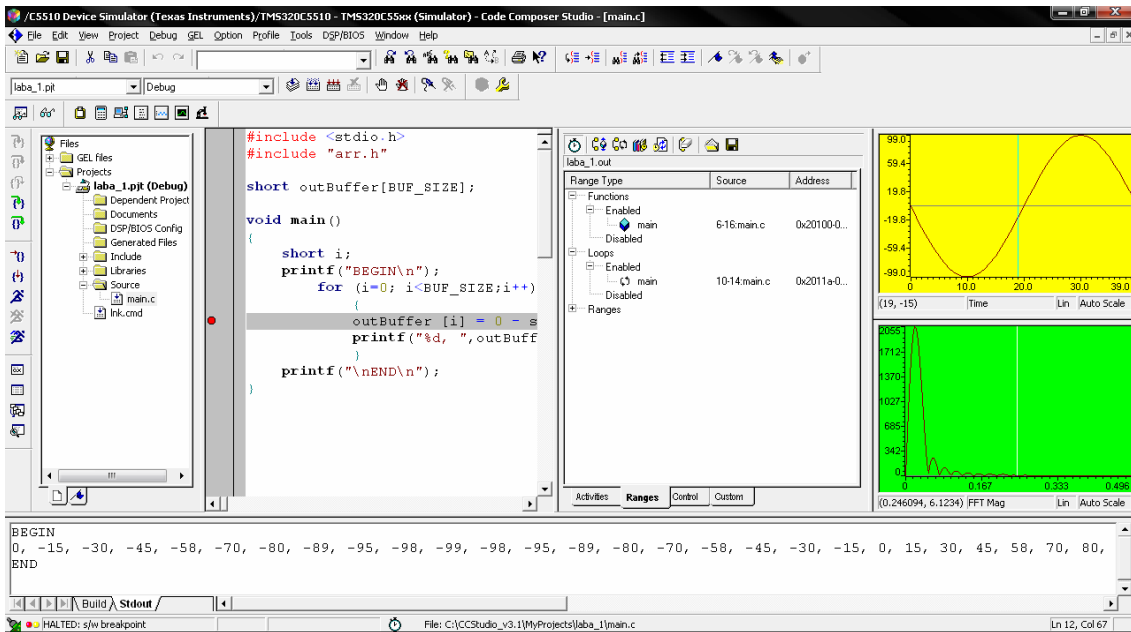 /C5510 Device Simulator (Texas Instruments)/TMS320C5510 - TMS320C55xx (Simulator) - Code Composer Studio - [main.c]
File Edit View Project Debug GEL Option Profile Tools DSP/BIOS Window Help
laba_1.pjt
Debug
Files
GEL files
Projects
laba_1.pjt (Debug)
Dependent Project
Documents
DSP/BIOS Config
Generated Files
Include
Libraries
Source
main.c
lnk.cmd
#include <stdio.h>
#include "arr.h"
short outBuffer[BUF_SIZE];
void main()
{
short i;
printf("BEGIN\n");
for (i=0; i<BUF_SIZE;i++)
{
outBuffer [i] = 0 - s
printf("%d, ",outBuff
}
printf("\nEND\n");
}
laba_1.out
Range Type Source Address
Functions
Enabled
main 6-16:main.c 0x20100-0...
Disabled
Loops
Enabled
main 10-14:main.c 0x2011a-0...
Disabled
Ranges
Activities Ranges Control Custom
99.0
59.4
19.8
-19.8
-59.4
-99.0
0 10.0 20.0 30.0 39.0
(19, -15) Time Lin Auto Scale
2055
1712
1370
1027
685
342
0
0 0.167 0.333 0.496
(0.246094, 6.1234) FFT Mag Lin Auto Scale
BEGIN
0, -15, -30, -45, -58, -70, -80, -89, -95, -98, -99, -98, -95, -89, -80, -70, -58, -45, -30, -15, 0, 15, 30, 45, 58, 70, 80,
END
Build Stdout
HALTED: s/w breakpoint
File: C:\CCStudio_v3.1\MyProjects\laba_1\main.c
Ln 12, Col 67